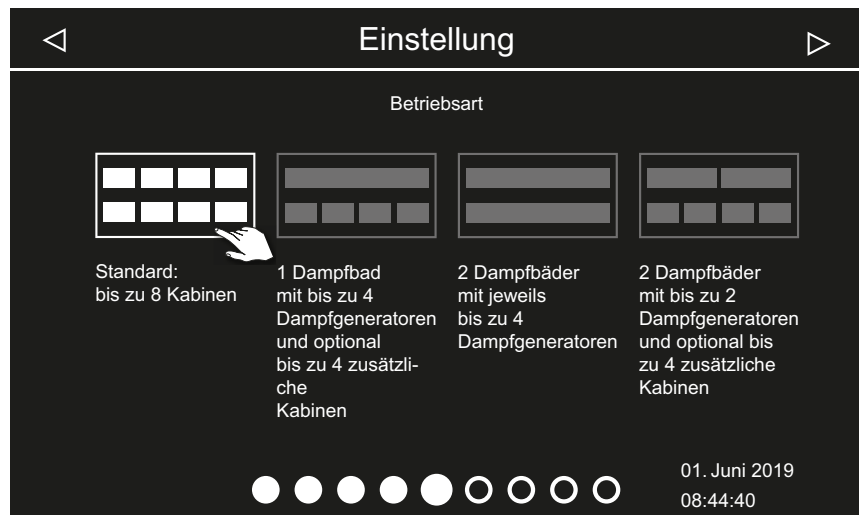 Einstellung
Betriebsart
Standard:
bis zu 8 Kabinen
1 Dampfbad
mit bis zu 4
Dampfgeneratoren
und optional
bis zu 4 zusätzli-
che
Kabinen
2 Dampfbäder
mit jeweils
bis zu 4
Dampfgeneratoren
2 Dampfbäder
mit bis zu 2
Dampfgeneratoren
und optional bis
zu 4 zusätzliche
Kabinen
01. Juni 2019
08:44:40